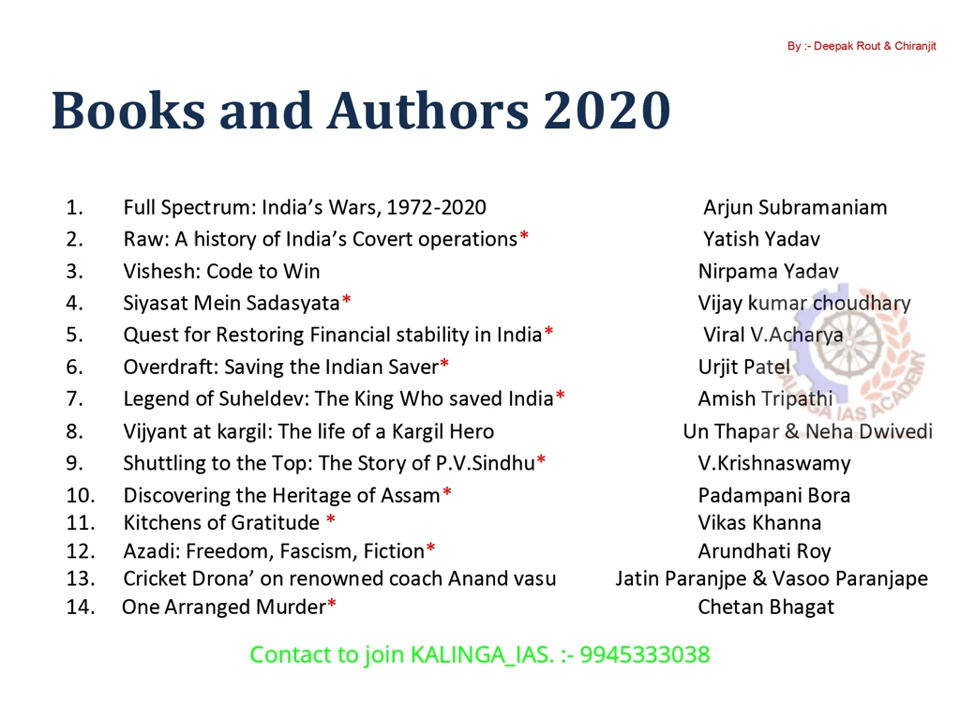 By :- Deepak Rout & Chiranjit
Books and Authors 2020
1. Full Spectrum: India’s Wars, 1972-2020 Arjun Subramaniam
2. Raw: A history of India’s Covert operations* Yatish Yadav
3. Vishesh: Code to Win Nirpama Yadav
4. Siyasat Mein Sadasyata* Vijay kumar choudhary
5. Quest for Restoring Financial stability in India* Viral V.Acharya
6. Overdraft: Saving the Indian Saver* Urjit Patel
7. Legend of Suheldev: The King Who saved India* Amish Tripathi
8. Vijyant at kargil: The life of a Kargil Hero Un Thapar & Neha Dwivedi
9. Shuttling to the Top: The Story of P.V.Sindhu* V.Krishnaswamy
10. Discovering the Heritage of Assam* Padampani Bora
11. Kitchens of Gratitude * Vikas Khanna
12. Azadi: Freedom, Fascism, Fiction* Arundhati Roy
13. Cricket Drona’ on renowned coach Anand vasu Jatin Paranjpe & Vasoo Paranjape
14. One Arranged Murder* Chetan Bhagat
KALINGA IAS ACADEMY
Contact to join KALINGA_IAS. :- 9945333038